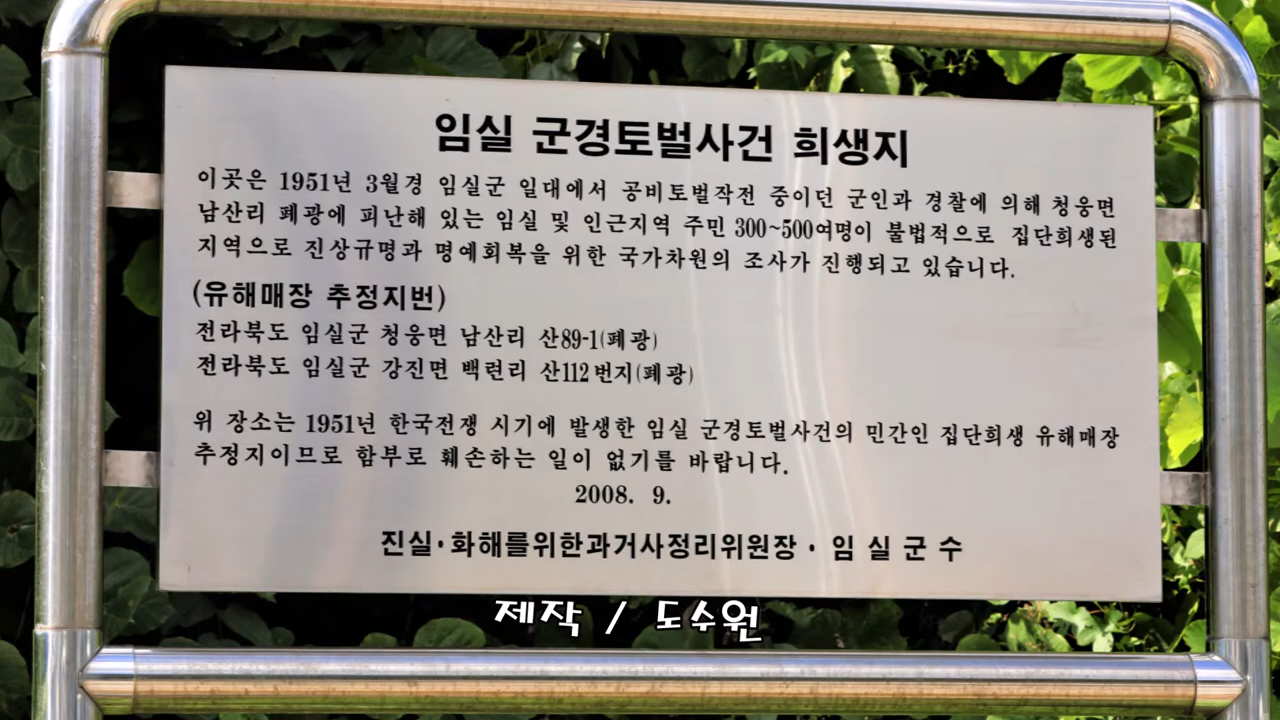 임실 군경토벌사건 희생지
이곳은 1951년 3월경 임실군 일대에서 공비토벌작전 중이던 군인과 경찰에 의해 청웅면
남산리 폐광에 피난해 있는 임실 및 인근지역 주민 300~500여명이 불법적으로 집단희생된
지역으로 진상규명과 명예회복을 위한 국가차원의 조사가 진행되고 있습니다.
(유해매장 추정지번)
전라북도 임실군 청웅면 남산리 산89-1(폐광)
전라북도 임실군 강진면 백련리 산112번지(폐광)
위 장소는 1951년 한국전쟁 시기에 발생한 임실 군경토벌사건의 민간인 집단희생 유해매장
추정지이므로 함부로 훼손하는 일이 없기를 바랍니다.
2008. 9.
진실·화해를위한과거사정리위원장 · 임 실 군 수
제작 / 도수원